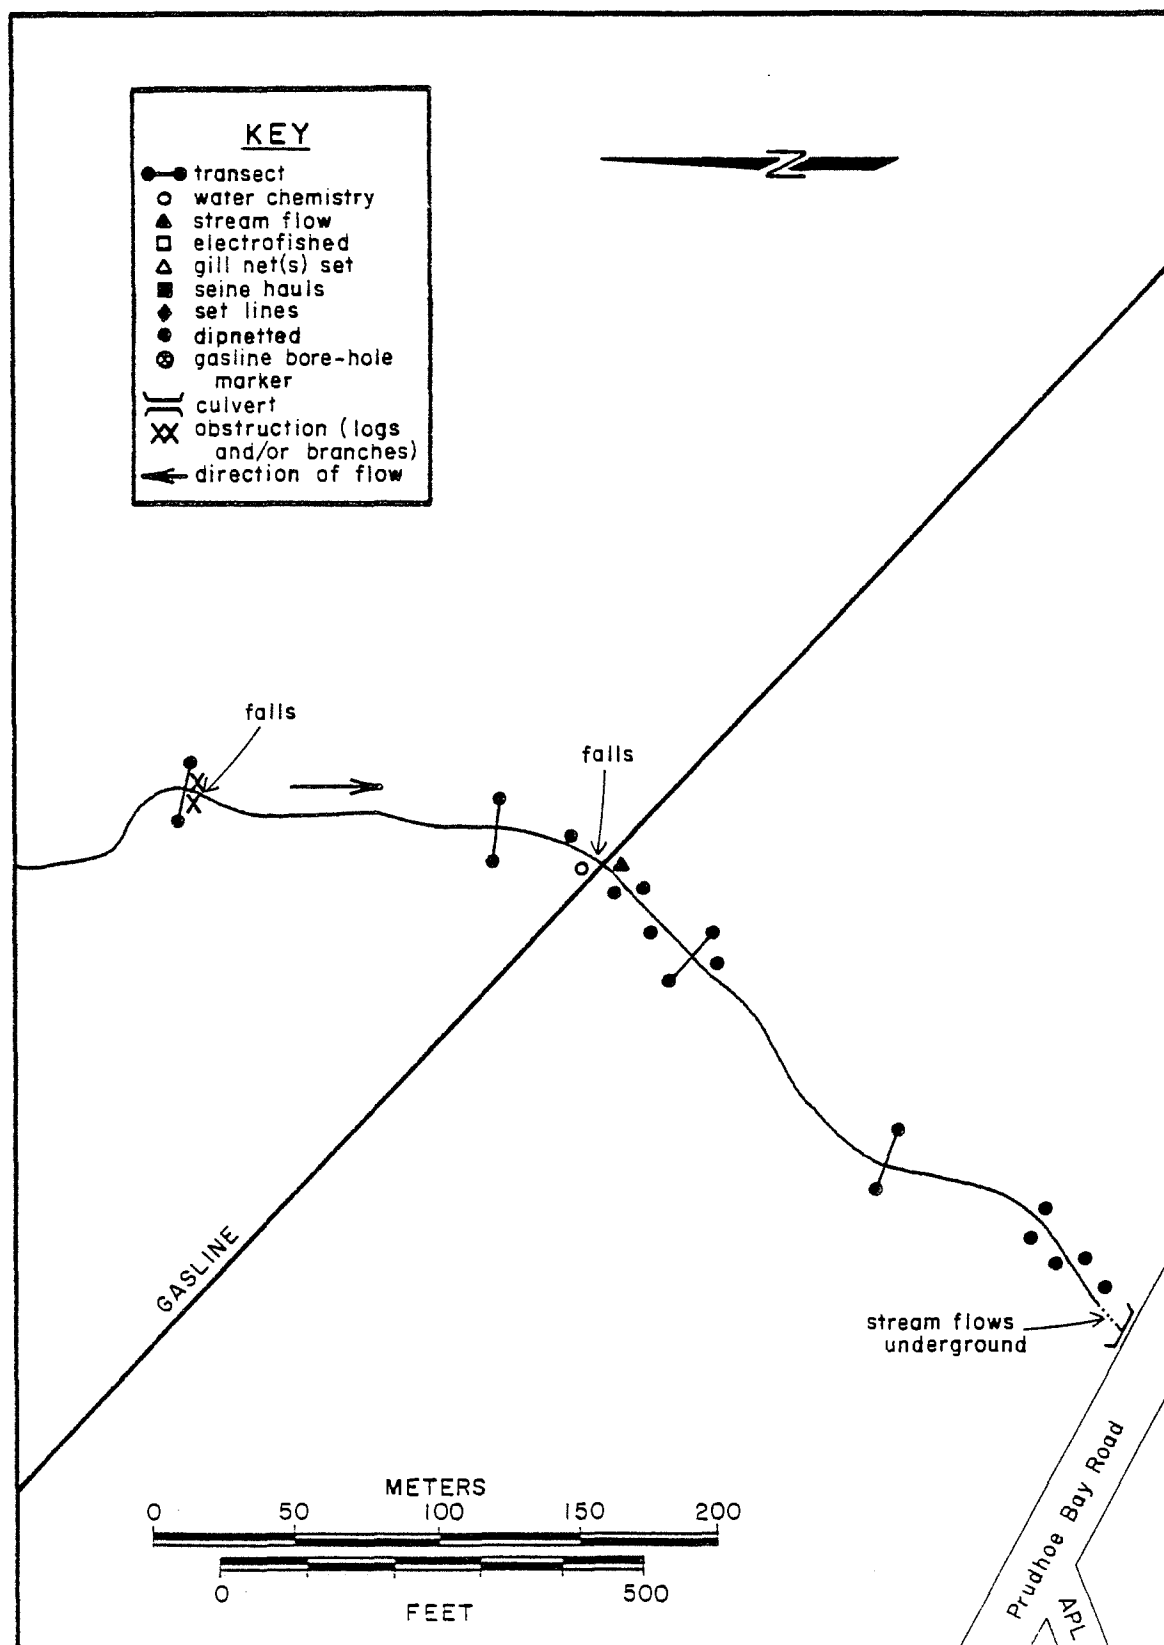 KEY
transect
water chemistry
stream flow
electrofished
gill net(s) set
seine hauls
set lines
dipnetted
gasline bore-hole
marker
culvert
obstruction (logs
and/or branches)
direction of flow
N
falls
falls
GASLINE
stream flows
underground
Prudhoe Bay Road
APL
METERS
0 50 100 150 200
0 500
FEET